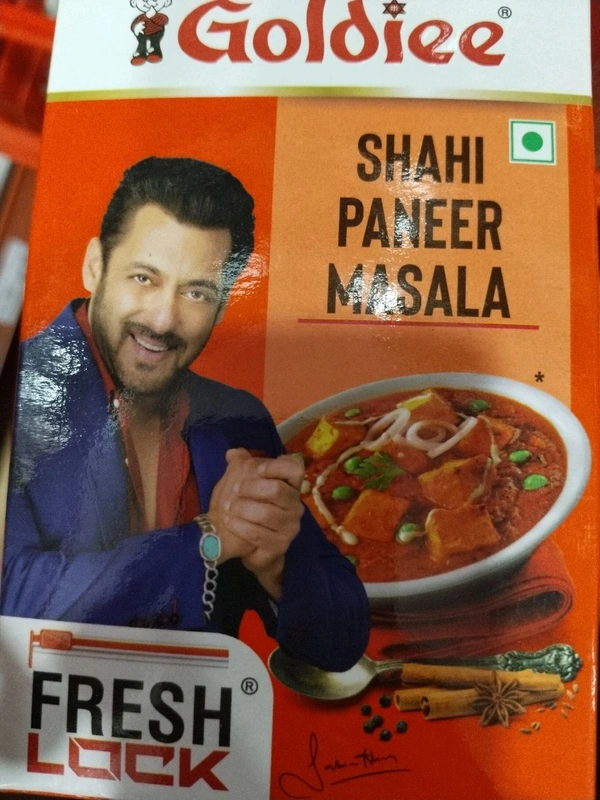 Goldiee®
SHAHI
PANEER
MASALA
*
FRESH®
LOCK